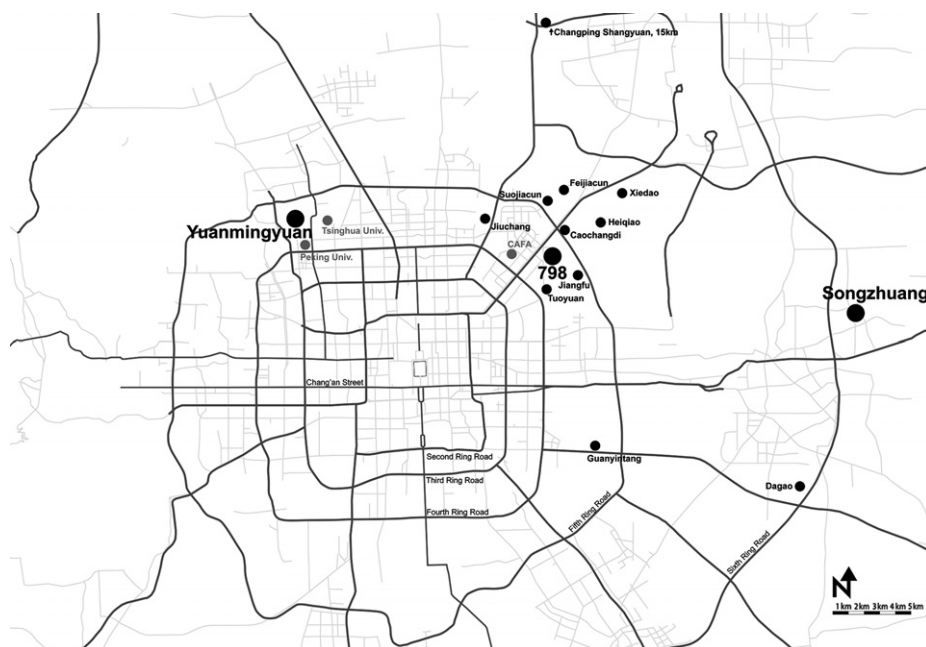 ↑Changping Shangyuan, 15km
Feijiacun
Suojiacun
Xiedao
Yuanmingyuan
Tsinghua Univ.
Jiuchang
Heiqiao
Caochangdi
Peking Univ.
CAFA
798
Jiangfu
Tuoyuan
Songzhuang
Chang'an Street
Second Ring Road
Guanyintang
Third Ring Road
Dagao
Fourth Ring Road
Fifth Ring Road
Sixth Ring Road
N
1km 2km 3km 4km 5km